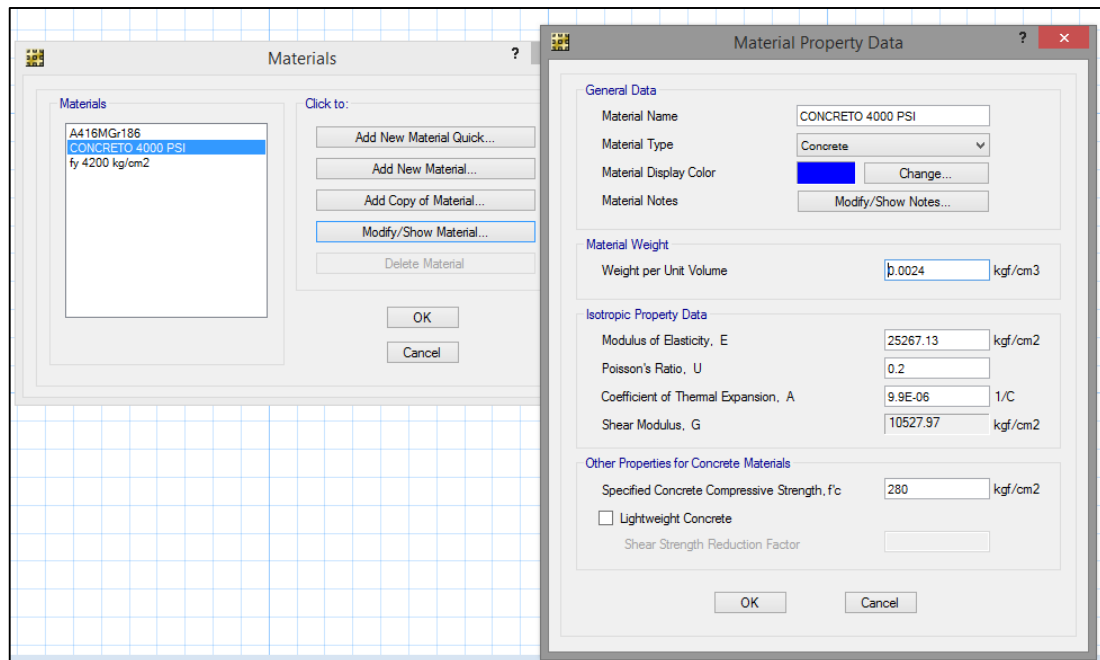 Materials
?
Materials
A416MGr186
CONCRETO 4000 PSI
fy 4200 kg/cm2
Click to:
Add New Material Quick...
Add New Material...
Add Copy of Material...
Modify/Show Material...
Delete Material
OK
Cancel
Material Property Data
?
General Data
Material Name CONCRETO 4000 PSI
Material Type Concrete
Material Display Color Change...
Material Notes Modify/Show Notes...
Material Weight
Weight per Unit Volume 0.0024 kgf/cm3
Isotropic Property Data
Modulus of Elasticity, E 25267.13 kgf/cm2
Poisson's Ratio, U 0.2
Coefficient of Thermal Expansion, A 9.9E-06 1/C
Shear Modulus, G 10527.97 kgf/cm2
Other Properties for Concrete Materials
Specified Concrete Compressive Strength, f'c 280 kgf/cm2
Lightweight Concrete
Shear Strength Reduction Factor
OK Cancel